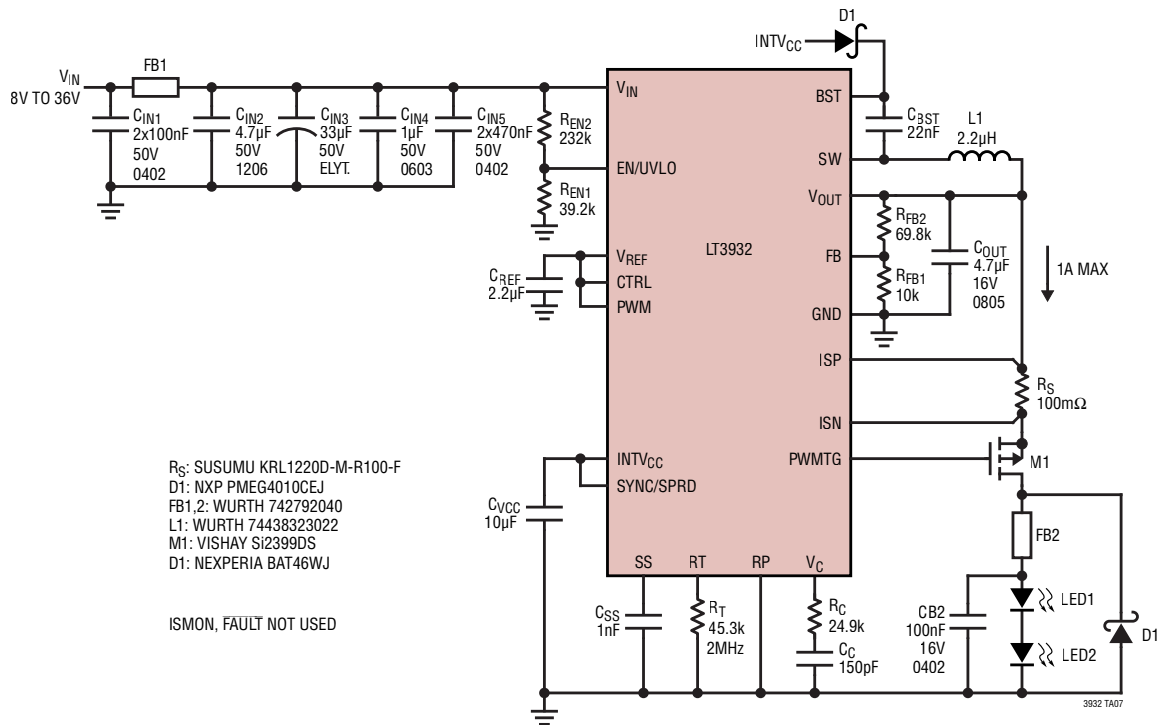 D1
INTVCC
VIN
8V TO 36V
FB1
CIN1
2x100nF
50V
0402
CIN2
4.7µF
50V
1206
CIN3
33µF
50V
ELYT.
CIN4
1µF
50V
0603
CIN5
2x470nF
50V
0402
REN2
232k
REN1
39.2k
CREF
2.2µF
VIN
EN/UVLO
VREF
CTRL
PWM
INTVCC
SYNC/SPRD
LT3932
BST
SW
VOUT
FB
GND
ISP
ISN
PWMTG
SS
RT
RP
VC
CBST
22nF
L1
2.2µH
RFB2
69.8k
RFB1
10k
COUT
4.7µF
16V
0805
1A MAX
RS
100mΩ
M1
FB2
LED1
LED2
CB2
100nF
16V
0402
D1
CVCC
10µF
CSS
1nF
RT
45.3k
2MHz
RC
24.9k
CC
150pF
RS: SUSUMU KRL1220D-M-R100-F
D1: NXP PMEG4010CEJ
FB1,2: WURTH 742792040
L1: WURTH 74438323022
M1: VISHAY Si2399DS
D1: NEXPERIA BAT46WJ
ISMON, FAULT NOT USED
3932 TA07